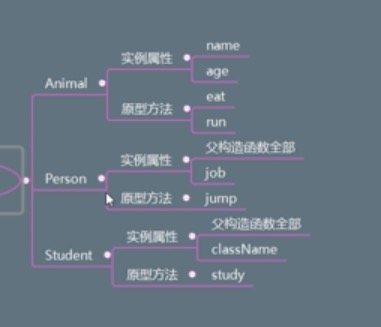 Animal
实例属性
name
age
原型方法
eat
run
Person
实例属性
父构造函数全部
job
原型方法
jump
Student
实例属性
父构造函数全部
className
原型方法
study